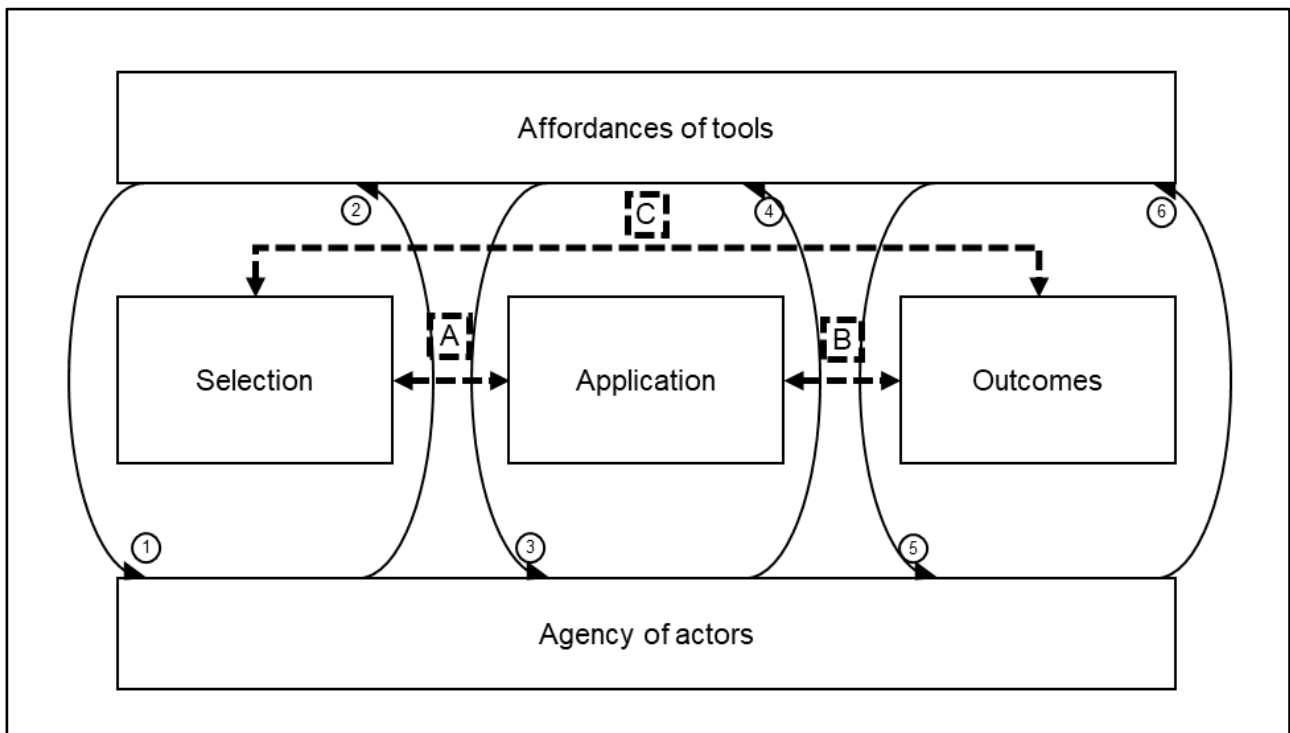 Affordances of tools
2
C
4
6
A
B
Selection
Application
Outcomes
1
3
5
Agency of actors